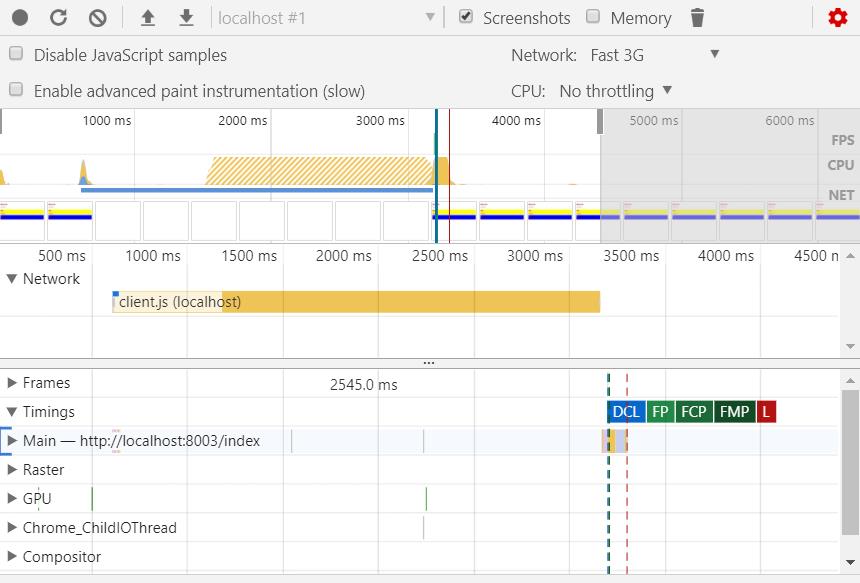 localhost #1 Screenshots Memory
Disable JavaScript samples Network: Fast 3G
Enable advanced paint instrumentation (slow) CPU: No throttling
1000 ms 2000 ms 3000 ms 4000 ms 5000 ms 6000 ms
FPS
CPU
NET
500 ms 1000 ms 1500 ms 2000 ms 2500 ms 3000 ms 3500 ms 4000 ms 4500 m
Network
client.js (localhost)
Frames 2545.0 ms
Timings DCL FP FCP FMP L
Main — http://localhost:8003/index
Raster
GPU
Chrome_ChildIOThread
Compositor